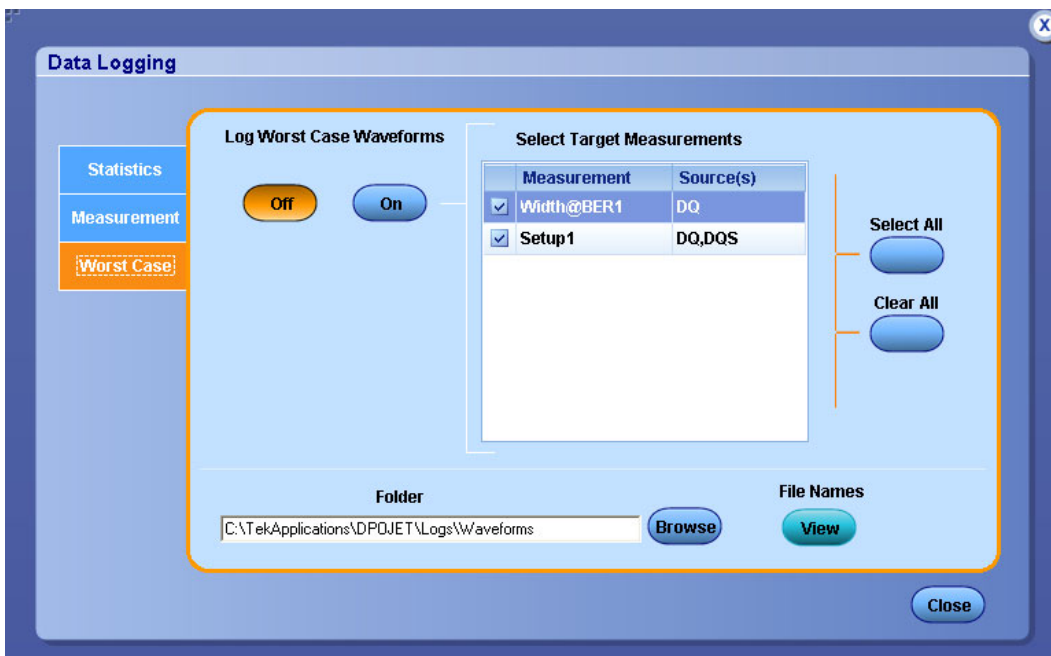 X
Data Logging
Statistics
Measurement
Worst Case
Log Worst Case Waveforms
Off
On
Select Target Measurements
Measurement Source(s)
Width@BER1 DQ
Setup1 DQ,DQS
Select All
Clear All
Folder
C:\TekApplications\DPOJET\Logs\Waveforms
Browse
File Names
View
Close